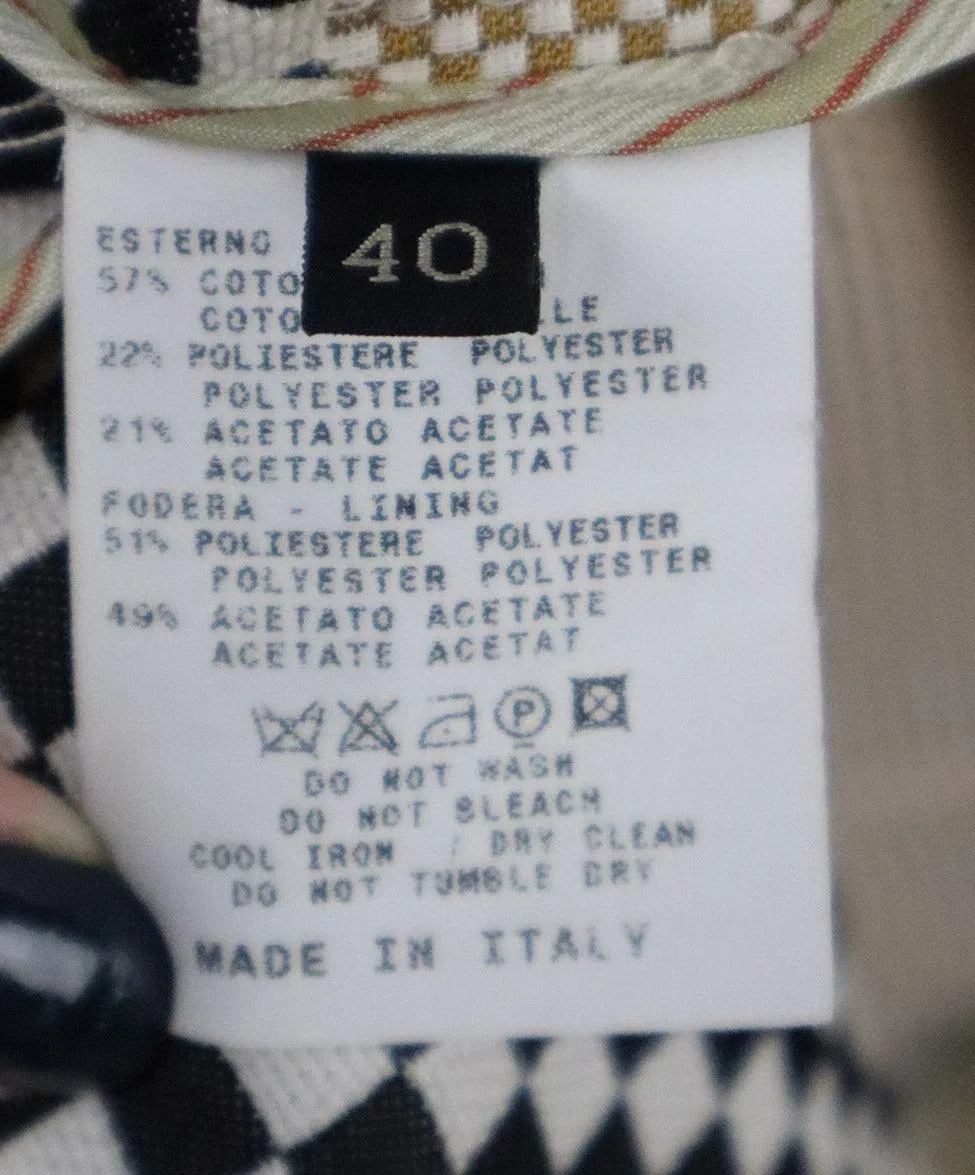 40
ESTERNO
57% COTO
COTO LLE
22% POLIESTERE POLYESTER
POLYESTER POLYESTER
21% ACETATO ACETATE
ACETATE ACETAT
FODERA - LINING
51% POLIESTERE POLYESTER
POLYESTER POLYESTER
49% ACETATO ACETATE
ACETATE ACETAT
P
DO NOT WASH
DO NOT BLEACH
COOL IRON / DRY CLEAN
DO NOT TUMBLE DRY
MADE IN ITALY